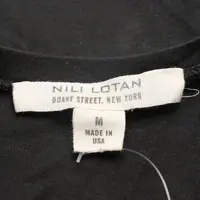 NILI LOTAN
DUANE STREET, NEW YORK
M
MADE IN
USA